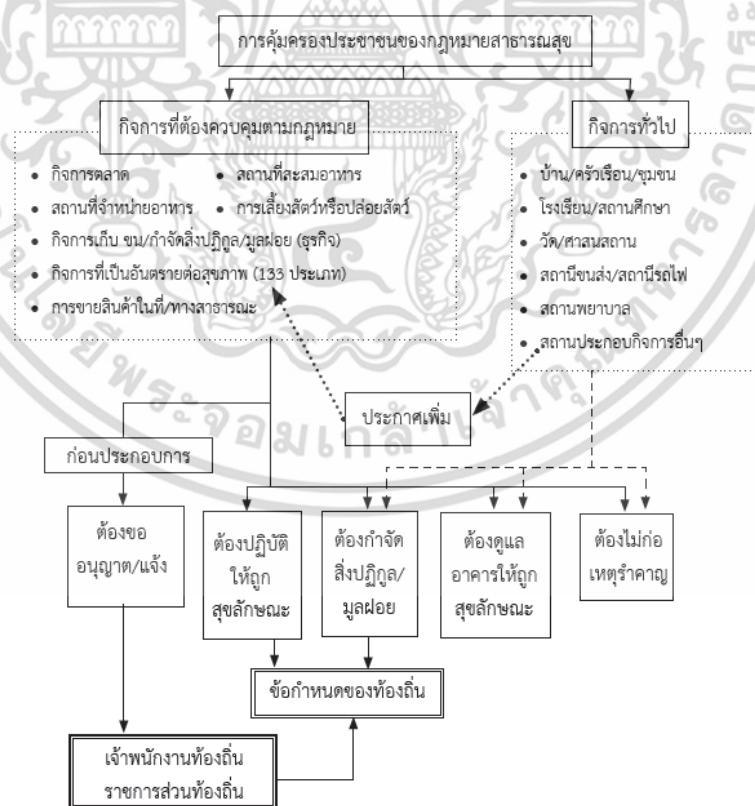 การคุ้มครองประชาชนของกฎหมายสาธารณสุข
กิจการที่ต้องควบคุมตามกฎหมาย
• กิจการตลาด
• สถานที่สะสมอาหาร
• สถานที่จำหน่ายอาหาร
• การเลี้ยงสัตว์หรือปล่อยสัตว์
• กิจการเก็บ ขน/กำจัดสิ่งปฏิกูล/มูลฝอย (ธุรกิจ)
• กิจการที่เป็นอันตรายต่อสุขภาพ (133 ประเภท)
• การขายสินค้าในที่/ทางสาธารณะ
กิจการทั่วไป
• บ้าน/ครัวเรือน/ชุมชน
• โรงเรียน/สถานศึกษา
• วัด/ศาสนสถาน
• สถานีขนส่ง/สถานีรถไฟ
• สถานพยาบาล
• สถานประกอบกิจการอื่นๆ
ประกาศเพิ่ม
ก่อนประกอบการ
ต้องขอ
อนุญาต/แจ้ง
ต้องปฏิบัติ
ให้ถูก
สุขลักษณะ
ต้องกำจัด
สิ่งปฏิกูล/
มูลฝอย
ต้องดูแล
อาคารให้ถูก
สุขลักษณะ
ต้องไม่ก่อ
เหตุรำคาญ
ข้อกำหนดของท้องถิ่น
เจ้าพนักงานท้องถิ่น
ราชการส่วนท้องถิ่น